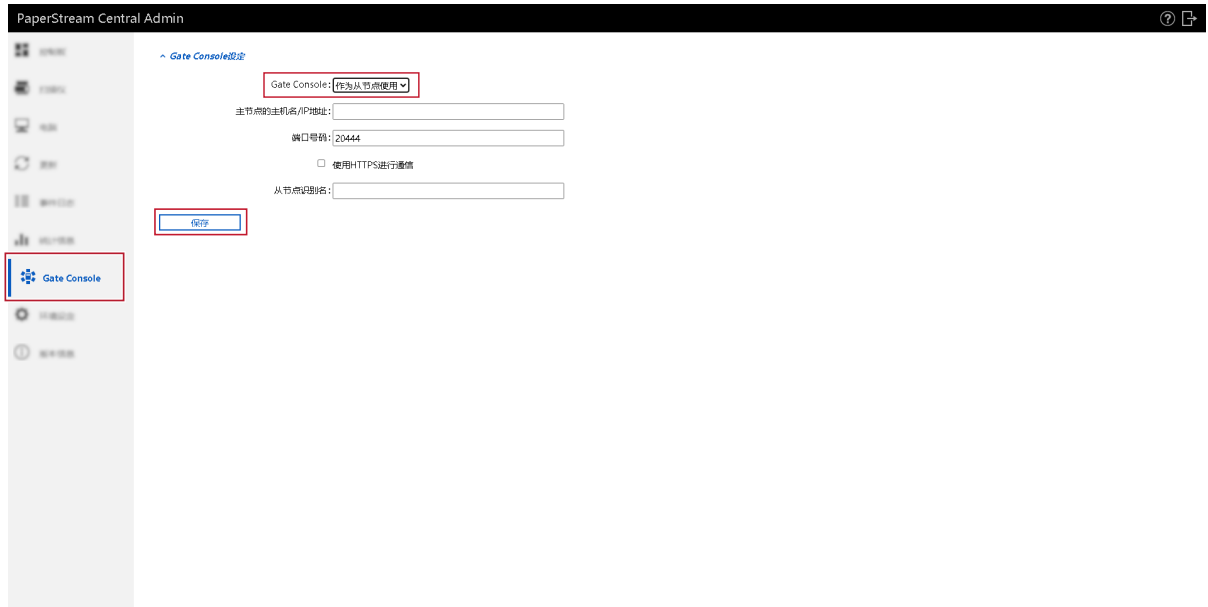 PaperStream Central Admin
Gate Console设定
Gate Console: 作为从节点使用
主节点的主机名/IP地址:
端口号码: 20444
使用HTTPS进行通信
从节点识别名:
保存
Gate Console